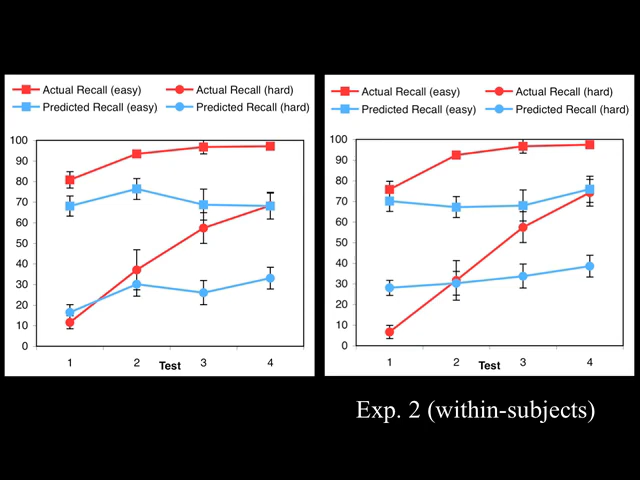 Actual Recall (easy) Actual Recall (hard)
Predicted Recall (easy) Predicted Recall (hard)
100
90
80
70
60
50
40
30
20
10
0
1 2 3 4
Test
Actual Recall (easy) Actual Recall (hard)
Predicted Recall (easy) Predicted Recall (hard)
100
90
80
70
60
50
40
30
20
10
0
1 2 3 4
Test
Exp. 2 (within-subjects)